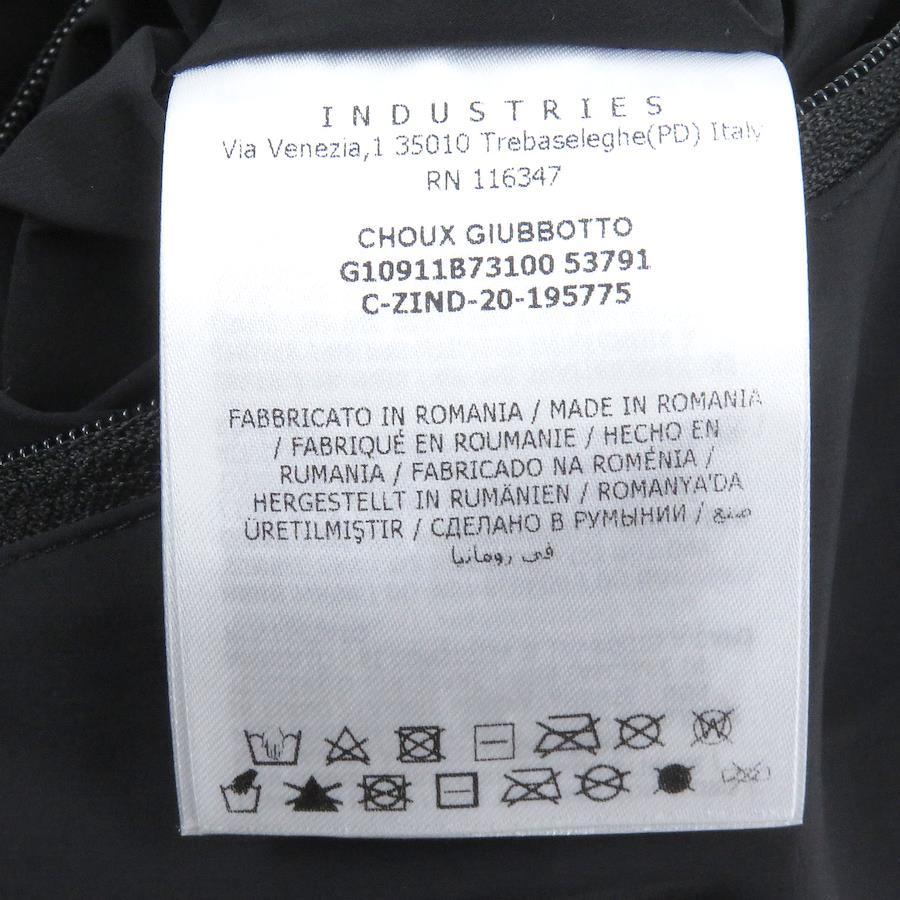 INDUSTRIES
Via Venezia,1 35010 Trebaseleghe(PD) Italy
RN 116347
CHOUX GIUBBOTTO
G10911B73100 53791
C-ZIND-20-195775
FABBRICATO IN ROMANIA / MADE IN ROMANIA
/ FABRIQUÉ EN ROUMANIE / HECHO EN
RUMANIA / FABRICADO NA ROMÉNIA /
HERGESTELLT IN RUMÄNIEN / ROMANYA'DA
ÜRETILMIŞTIR / СДЕЛАНО В РУМЫНИИ / صنع
في رومانيا